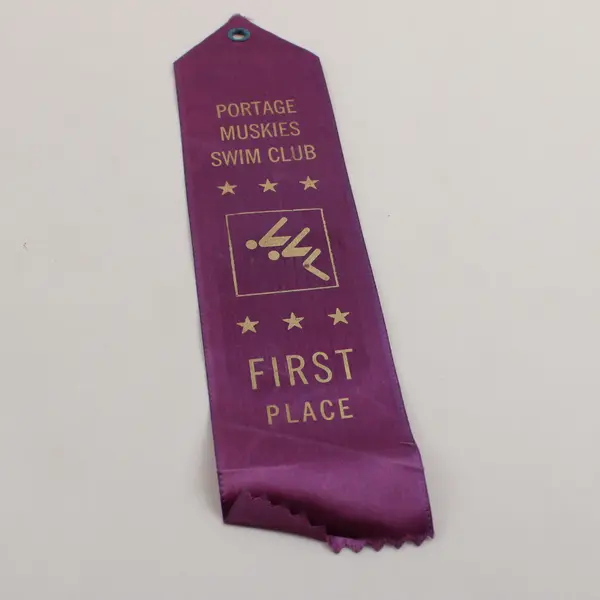 PORTAGE
MUSKIES
SWIM CLUB
FIRST
PLACE